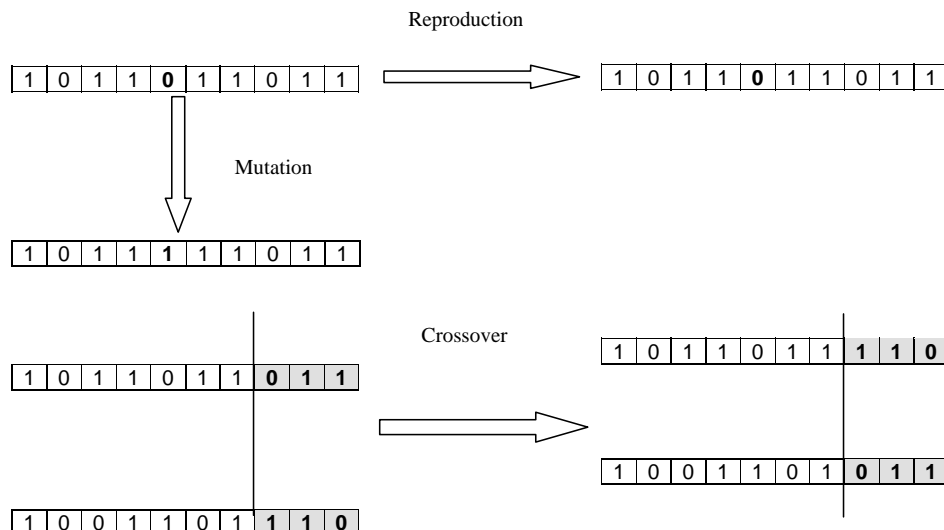 Reproduction
1 0 1 1 0 1 1 0 1 1
1 0 1 1 0 1 1 0 1 1
Mutation
1 0 1 1 1 1 1 0 1 1
Crossover
1 0 1 1 0 1 1 0 1 1
1 0 1 1 0 1 1 1 1 0
1 0 0 1 1 0 1 1 1 0
1 0 0 1 1 0 1 0 1 1